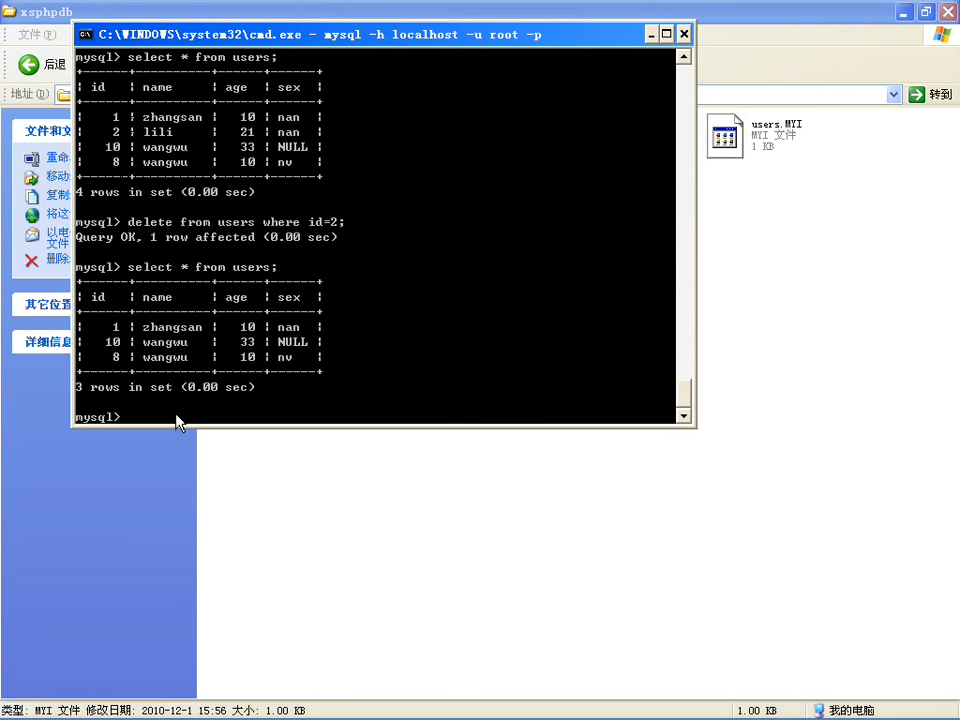 xsphpdb
文件(F)
后退
地址(D)
转到
文件和文
重命
移动
复制
将这
以电
文件
删除
其它位置
详细信息
C:\WINDOWS\system32\cmd.exe - mysql -h localhost -u root -p
mysql> select * from users;
+------+----------+------+------+
| id | name | age | sex |
+------+----------+------+------+
| 1 | zhangsan | 10 | nan |
| 2 | lili | 21 | nan |
| 10 | wangwu | 33 | NULL |
| 8 | wangwu | 10 | nv |
+------+----------+------+------+
4 rows in set (0.00 sec)
mysql> delete from users where id=2;
Query OK, 1 row affected (0.00 sec)
mysql> select * from users;
+------+----------+------+------+
| id | name | age | sex |
+------+----------+------+------+
| 1 | zhangsan | 10 | nan |
| 10 | wangwu | 33 | NULL |
| 8 | wangwu | 10 | nv |
+------+----------+------+------+
3 rows in set (0.00 sec)
mysql>
users.MYI
MYI 文件
1 KB
类型: MYI 文件 修改日期: 2010-12-1 15:56 大小: 1.00 KB
1.00 KB
我的电脑